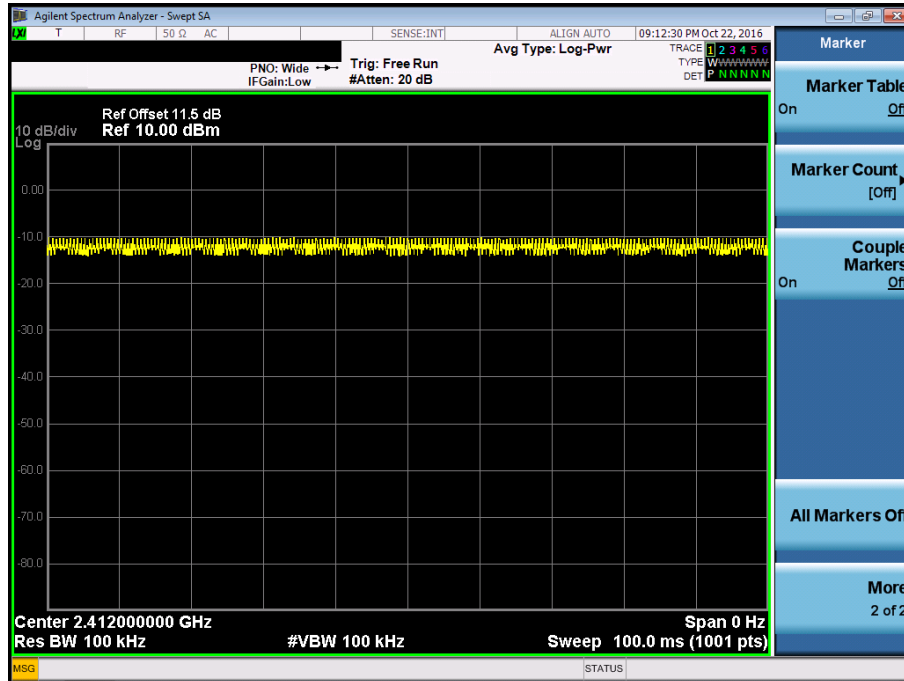 Agilent Spectrum Analyzer - Swept SA
LXI T RF 50 Ω AC SENSE:INT ALIGN AUTO 09:12:30 PM Oct 22, 2016
Marker
Avg Type: Log-Pwr
TRACE 1 2 3 4 5 6
PNO: Wide Trig: Free Run
TYPE WWWWWW
IFGain:Low #Atten: 20 dB
DET P N N N N N
Marker Table
On Off
Ref Offset 11.5 dB
10 dB/div Ref 10.00 dBm
Log
Marker Count
[Off]
0.00
-10.0
Couple
Markers
On Off
-20.0
-30.0
-40.0
-50.0
-60.0
-70.0
All Markers Off
-80.0
More
2 of 2
Center 2.412000000 GHz Span 0 Hz
Res BW 100 kHz #VBW 100 kHz Sweep 100.0 ms (1001 pts)
MSG STATUS